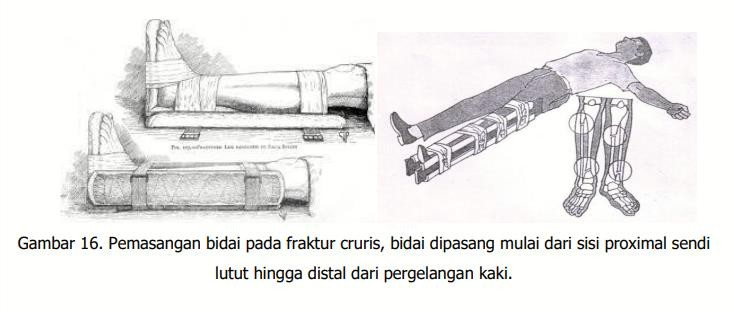 Gambar 16. Pemasangan bidai pada fraktur cruris, bidai dipasang mulai dari sisi proximal sendi
lutut hingga distal dari pergelangan kaki.